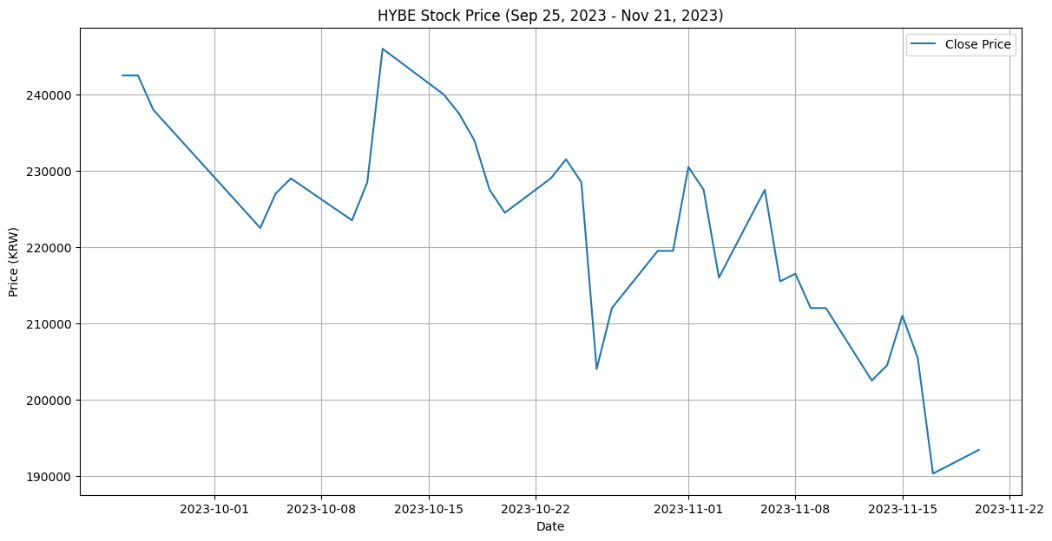 HYBE Stock Price (Sep 25, 2023 - Nov 21, 2023)
Close Price
Price (KRW)
240000
230000
220000
210000
200000
190000
2023-10-01 2023-10-08 2023-10-15 2023-10-22 2023-11-01 2023-11-08 2023-11-15 2023-11-22
Date